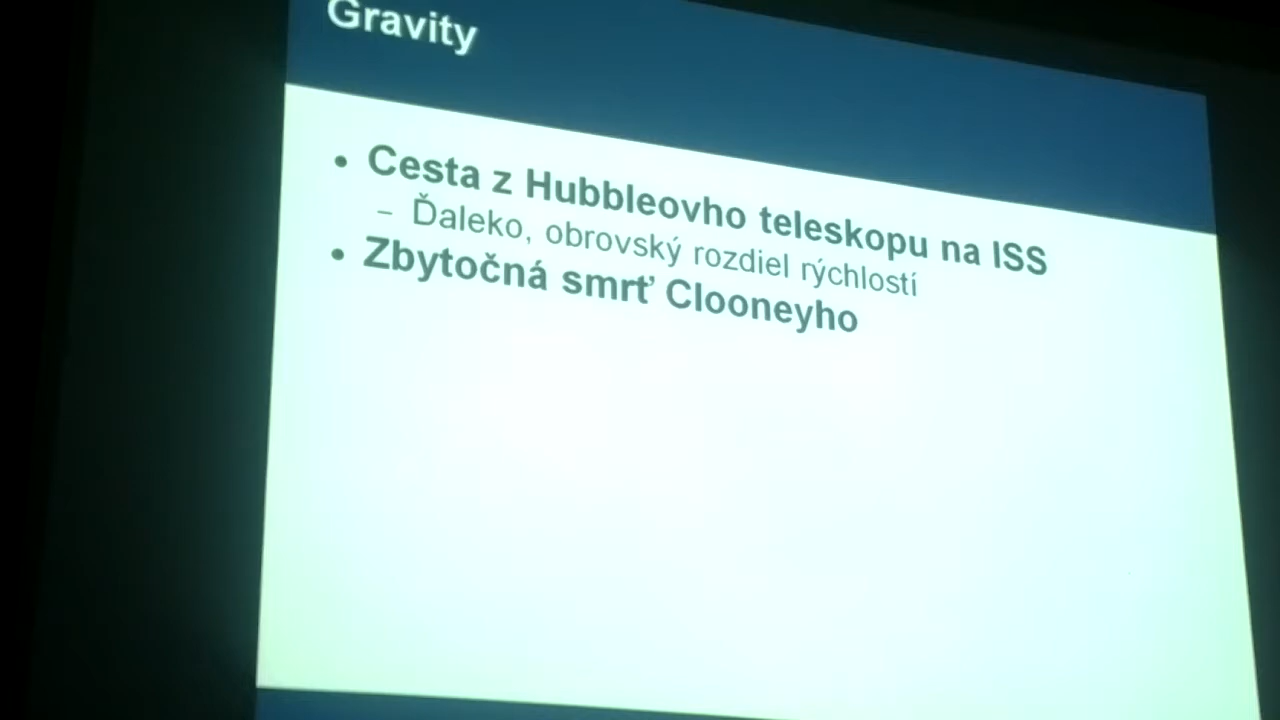 Gravity
• Cesta z Hubbleovho teleskopu na ISS
– Ďaleko, obrovský rozdiel rýchlostí
• Zbytočná smrť Clooneyho